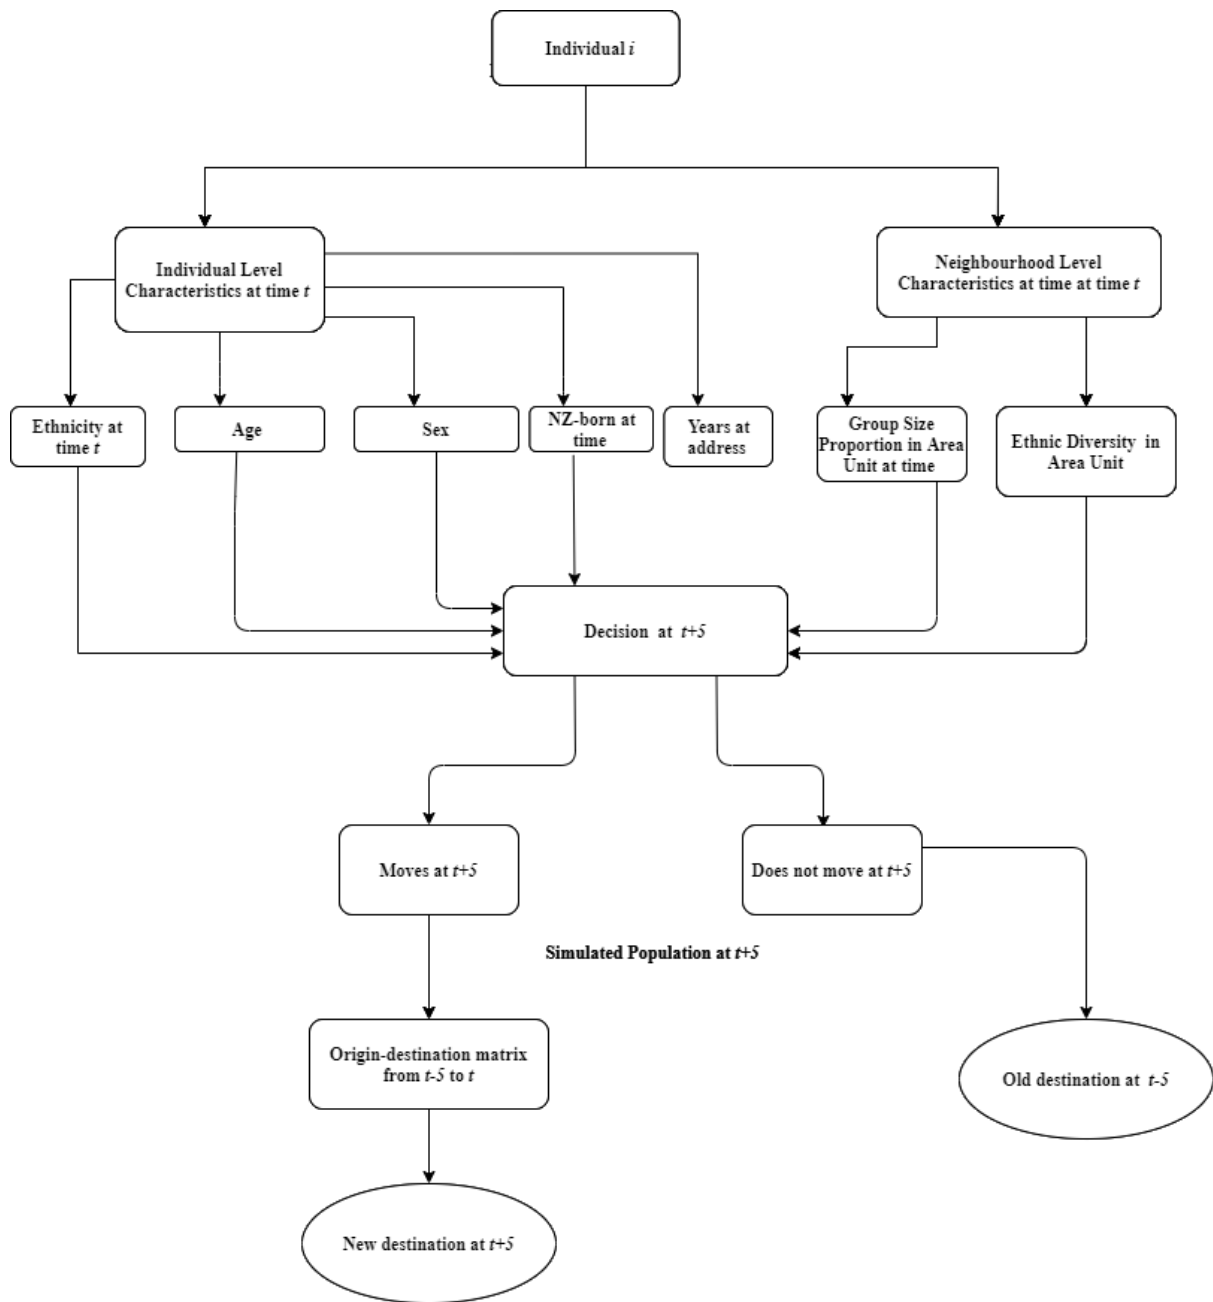 Individual i
Individual Level
Characteristics at time t
Neighbourhood Level
Characteristics at time at time t
Ethnicity at
time t
Age
Sex
NZ-born at
time
Years at
address
Group Size
Proportion in Area
Unit at time
Ethnic Diversity in
Area Unit
Decision at t+5
Moves at t+5
Does not move at t+5
Simulated Population at t+5
Origin-destination matrix
from t-5 to t
Old destination at t-5
New destination at t+5